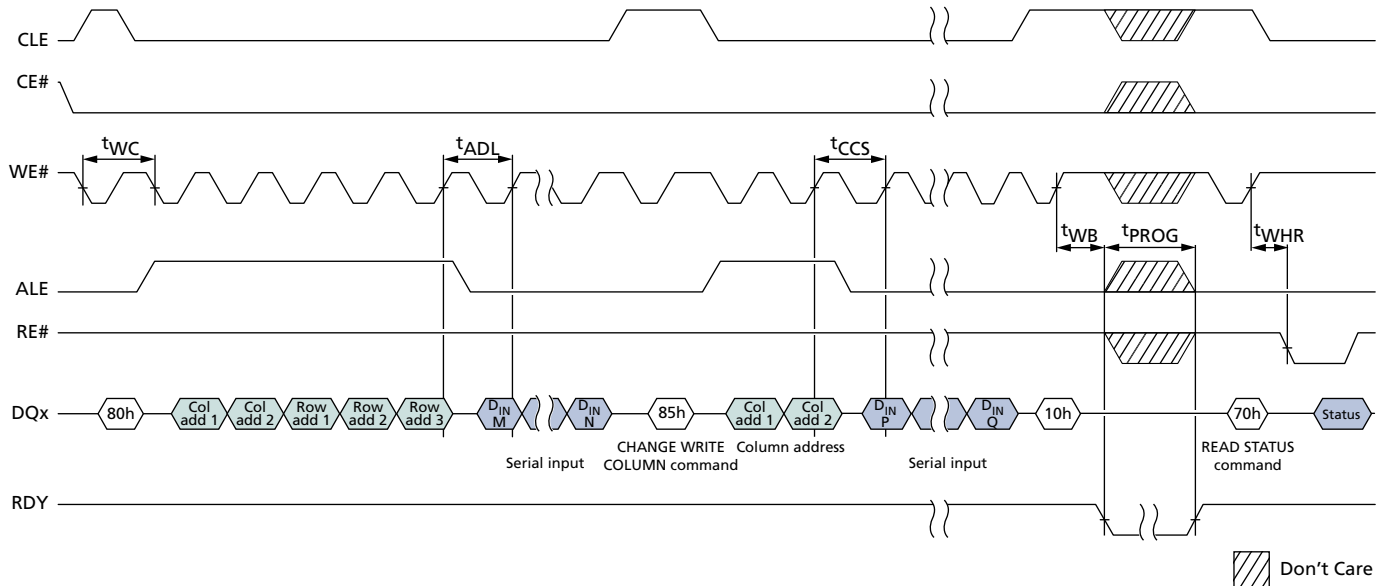 CLE
CE#
tWC
tADL
tCCS
WE#
tWB
tPROG
tWHR
ALE
RE#
DQx
80h
Col add 1
Col add 2
Row add 1
Row add 2
Row add 3
DIN M
DIN N
85h
Col add 1
Col add 2
DIN P
DIN Q
10h
70h
Status
Serial input
CHANGE WRITE
COLUMN command
Column address
Serial input
READ STATUS
command
RDY
Don't Care